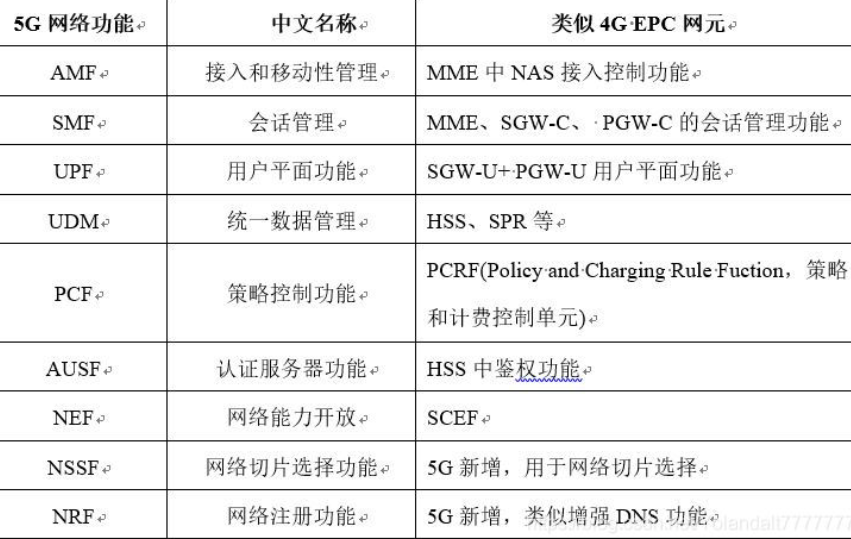 5G 网络功能 中文名称 类似 4G EPC 网元
AMF 接入和移动性管理 MME 中 NAS 接入控制功能
SMF 会话管理 MME、SGW-C、 PGW-C 的会话管理功能
UPF 用户平面功能 SGW-U+ PGW-U 用户平面功能
UDM 统一数据管理 HSS、SPR 等
PCF 策略控制功能 PCRF(Policy and Charging Rule Fuction，策略
和计费控制单元)
AUSF 认证服务器功能 HSS 中鉴权功能
NEF 网络能力开放 SCEF
NSSF 网络切片选择功能 5G 新增，用于网络切片选择
NRF 网络注册功能 5G 新增，类似增强 DNS 功能